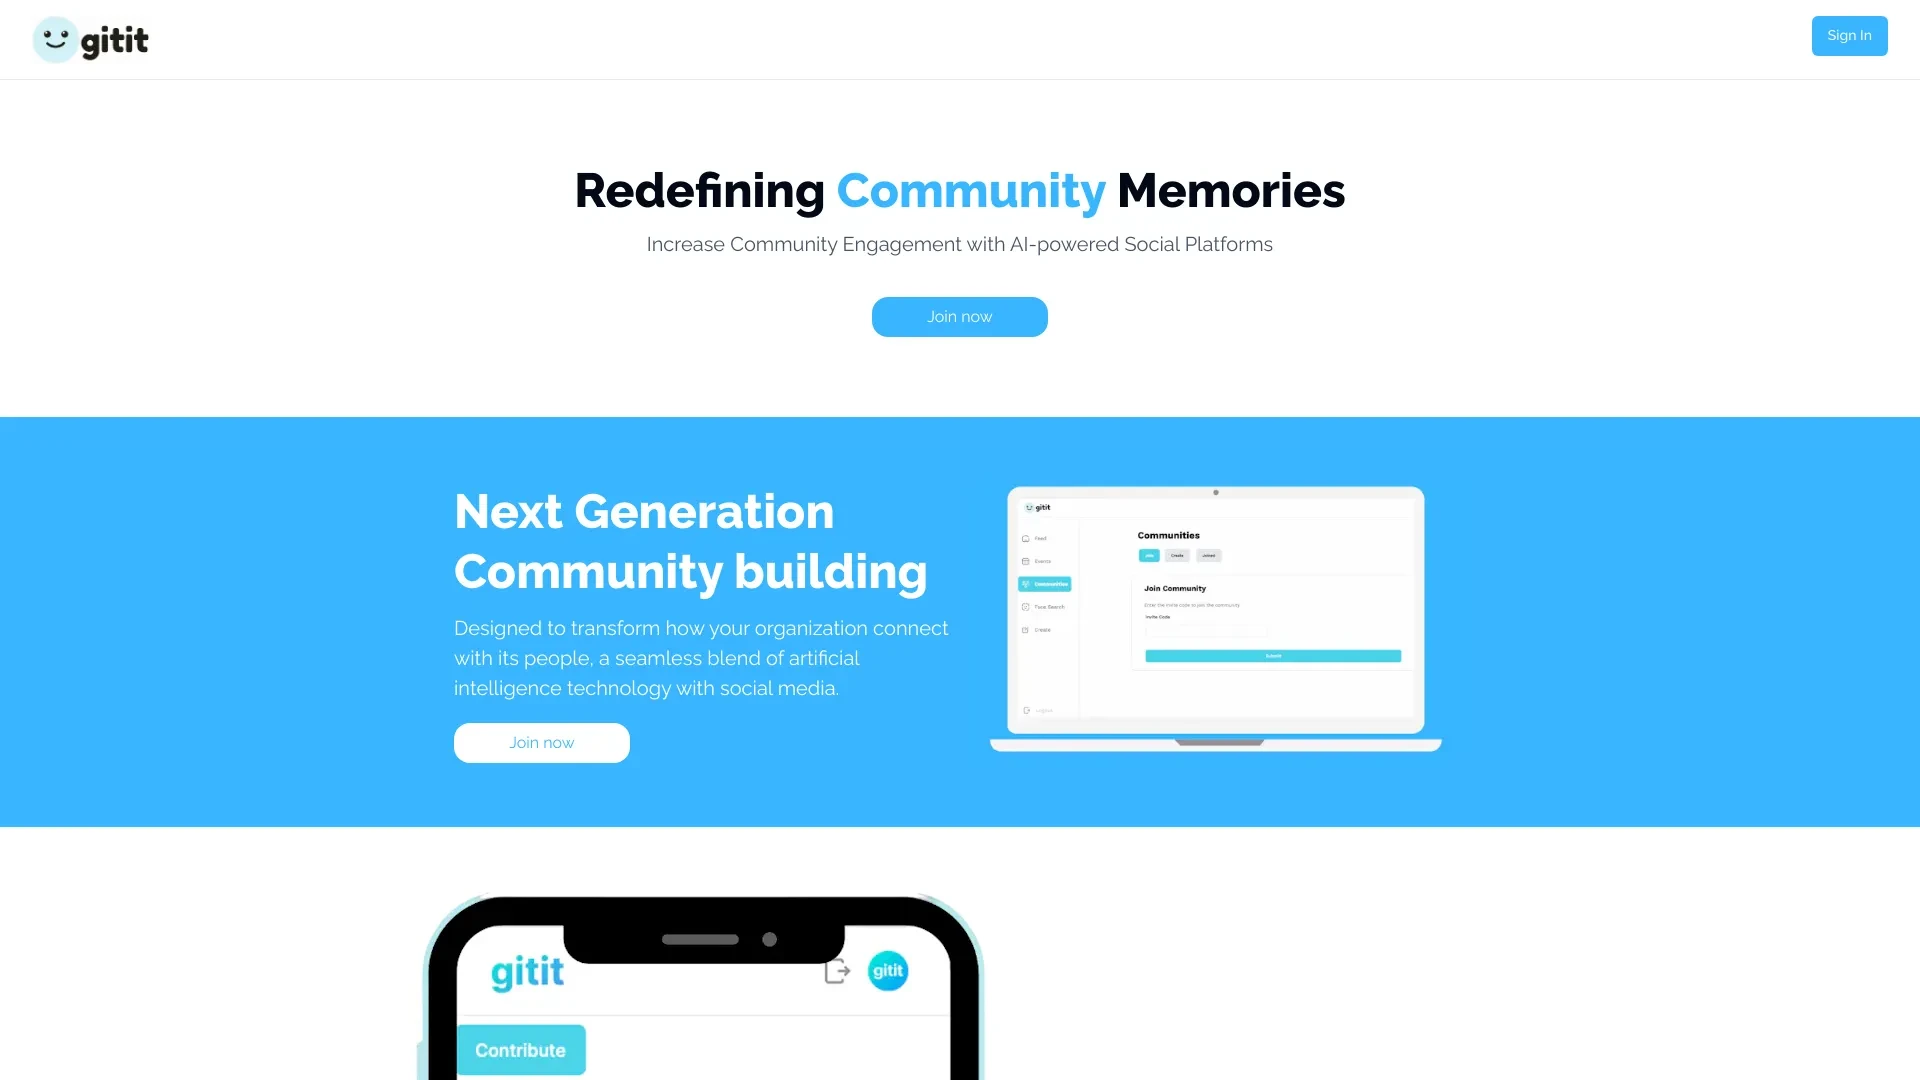 gitit
Sign In
Redefining Community Memories
Increase Community Engagement with AI-powered Social Platforms
Join now
Next Generation
Community building
Designed to transform how your organization connect
with its people, a seamless blend of artificial
intelligence technology with social media.
Join now
gitit
Feed
Events
Communities
Face Search
Create
Logout
Communities
Join
Create
Joined
Join Community
Enter the invite code to join the community
Invite Code
Submit
gitit
gitit
Contribute